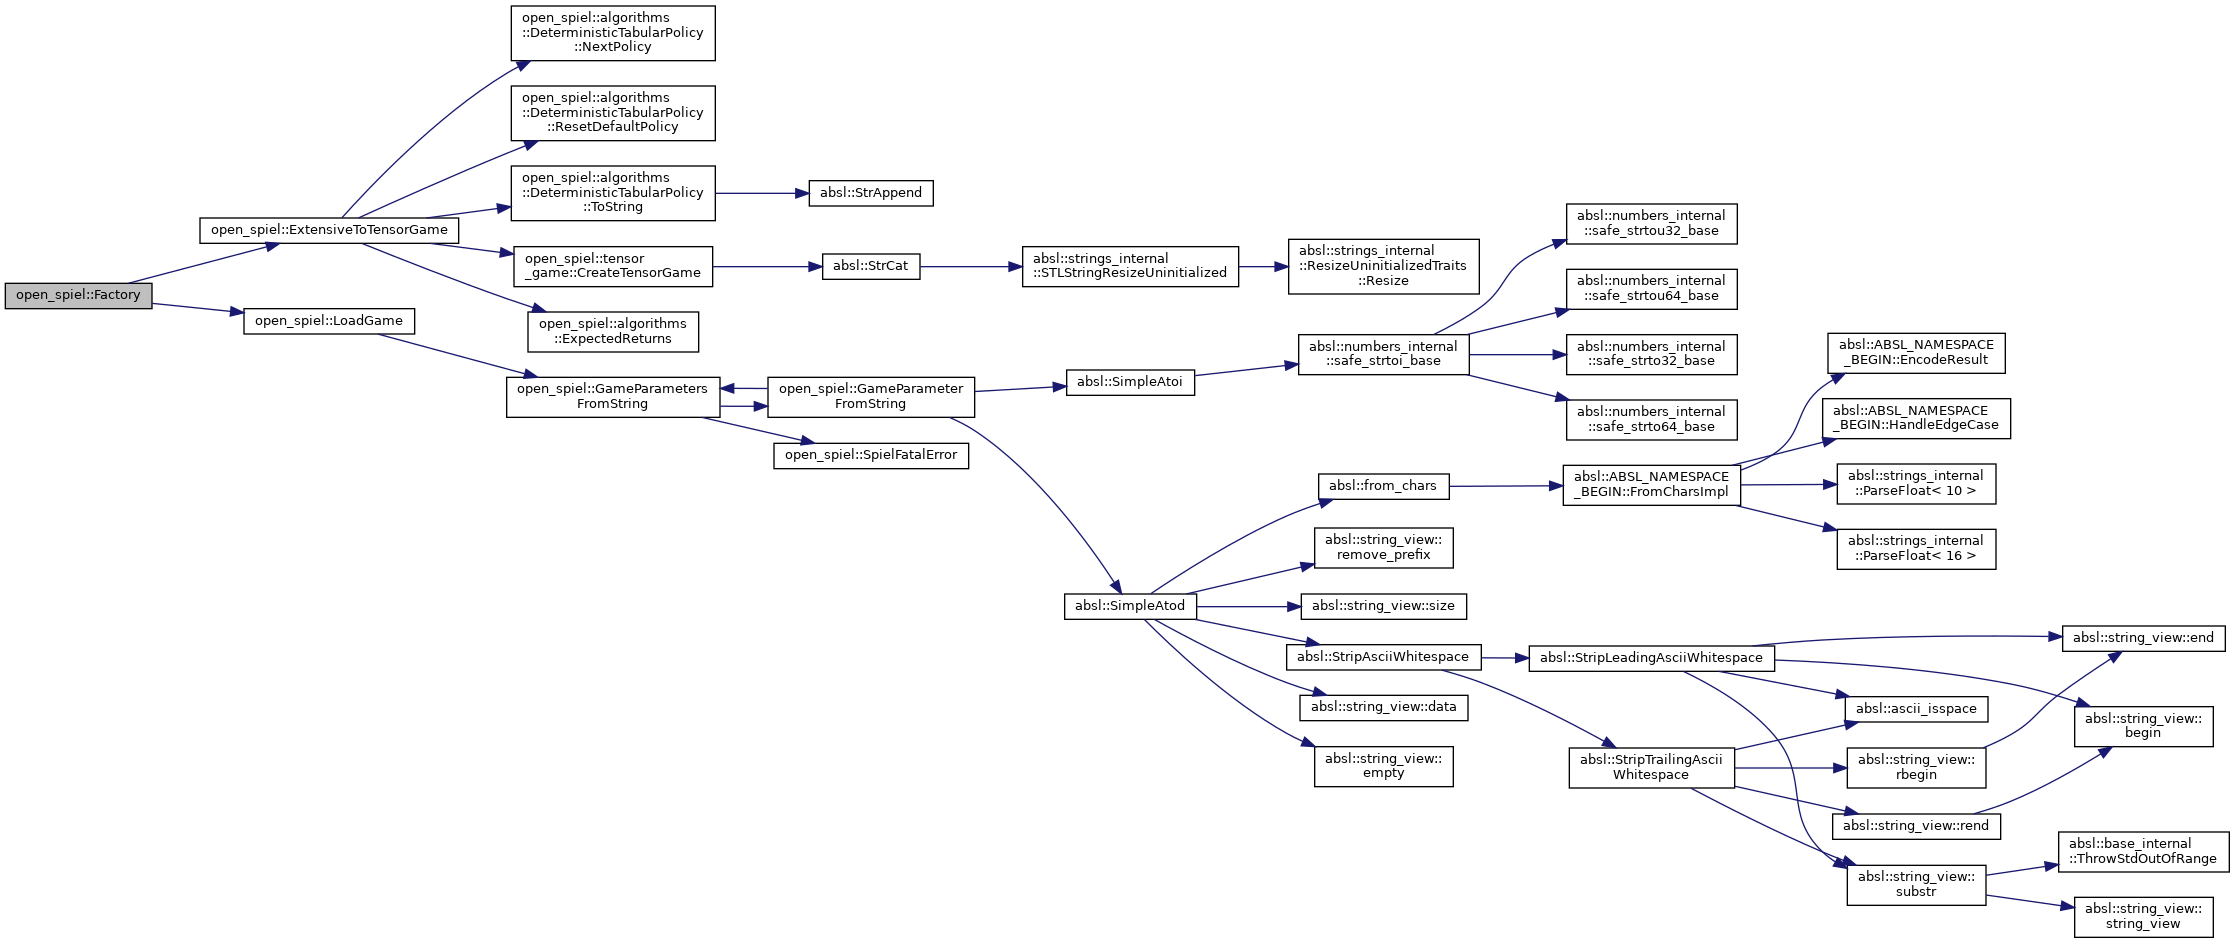 open_spiel::Factory
open_spiel::ExtensiveToTensorGame
open_spiel::LoadGame
open_spiel::algorithms
::DeterministicTabularPolicy
::NextPolicy
open_spiel::algorithms
::DeterministicTabularPolicy
::ResetDefaultPolicy
open_spiel::algorithms
::DeterministicTabularPolicy
::ToString
open_spiel::tensor
_game::CreateTensorGame
open_spiel::algorithms
::ExpectedReturns
open_spiel::GameParameters
FromString
absl::StrAppend
absl::StrCat
open_spiel::GameParameter
FromString
open_spiel::SpielFatalError
absl::strings_internal
::STLStringResizeUninitialized
absl::SimpleAtoi
absl::SimpleAtod
absl::strings_internal
::ResizeUninitializedTraits
::Resize
absl::numbers_internal
::safe_strtoi_base
absl::from_chars
absl::string_view::
remove_prefix
absl::string_view::size
absl::StripAsciiWhitespace
absl::string_view::data
absl::string_view::
empty
absl::numbers_internal
::safe_strtou32_base
absl::numbers_internal
::safe_strtou64_base
absl::numbers_internal
::safe_strto32_base
absl::numbers_internal
::safe_strto64_base
absl::ABSL_NAMESPACE
_BEGIN::FromCharsImpl
absl::StripLeadingAsciiWhitespace
absl::StripTrailingAscii
Whitespace
absl::ABSL_NAMESPACE
_BEGIN::EncodeResult
absl::ABSL_NAMESPACE
_BEGIN::HandleEdgeCase
absl::strings_internal
::ParseFloat< 10 >
absl::strings_internal
::ParseFloat< 16 >
absl::ascii_isspace
absl::string_view::
rbegin
absl::string_view::rend
absl::string_view::
substr
absl::string_view::end
absl::string_view::
begin
absl::base_internal
::ThrowStdOutOfRange
absl::string_view::
string_view